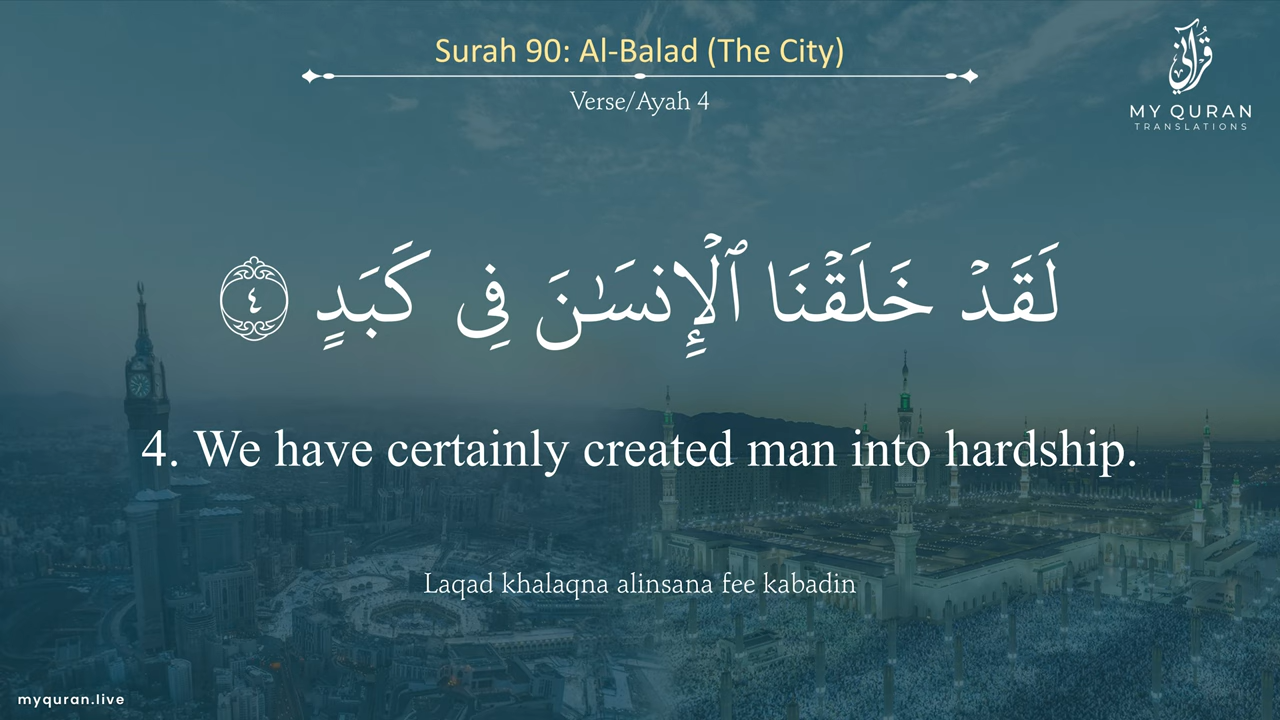 Surah 90: Al-Balad (The City)
Verse/Ayah 4
قرآني
MY QURAN
TRANSLATIONS
لَقَدْ خَلَقْنَا ٱلْإِنسَـٰنَ فِى كَبَدٍ ٤
4. We have certainly created man into hardship.
Laqad khalaqna alinsana fee kabadin
myquran.live